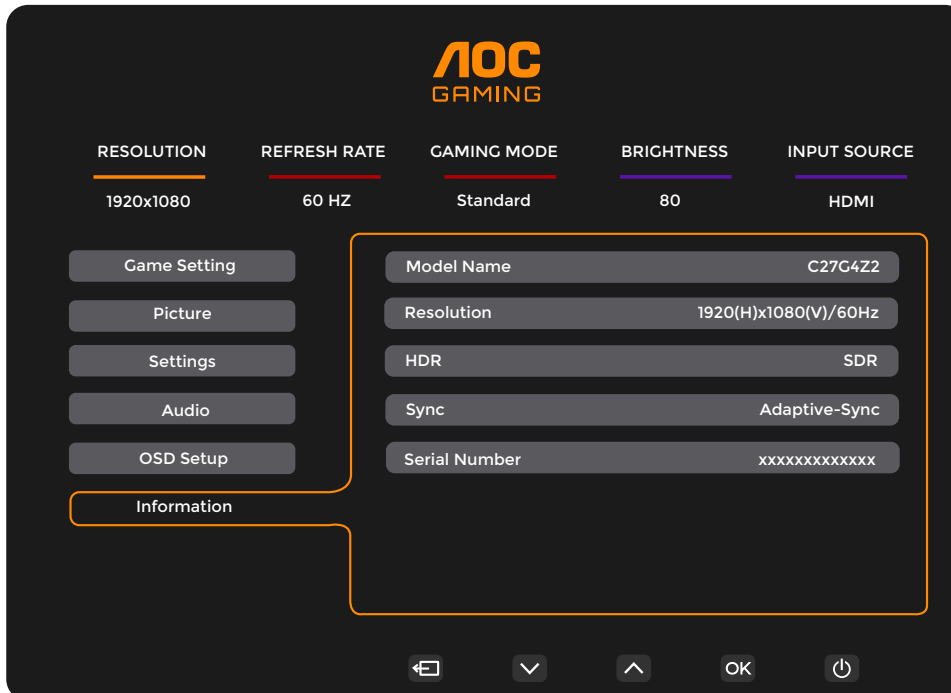 AOC
GAMING
RESOLUTION REFRESH RATE GAMING MODE BRIGHTNESS INPUT SOURCE
1920x1080 60 HZ Standard 80 HDMI
Game Setting Model Name C27G4Z2
Picture Resolution 1920(H)x1080(V)/60Hz
Settings HDR SDR
Audio Sync Adaptive-Sync
OSD Setup Serial Number xxxxxxxxxxxxx
Information
OK